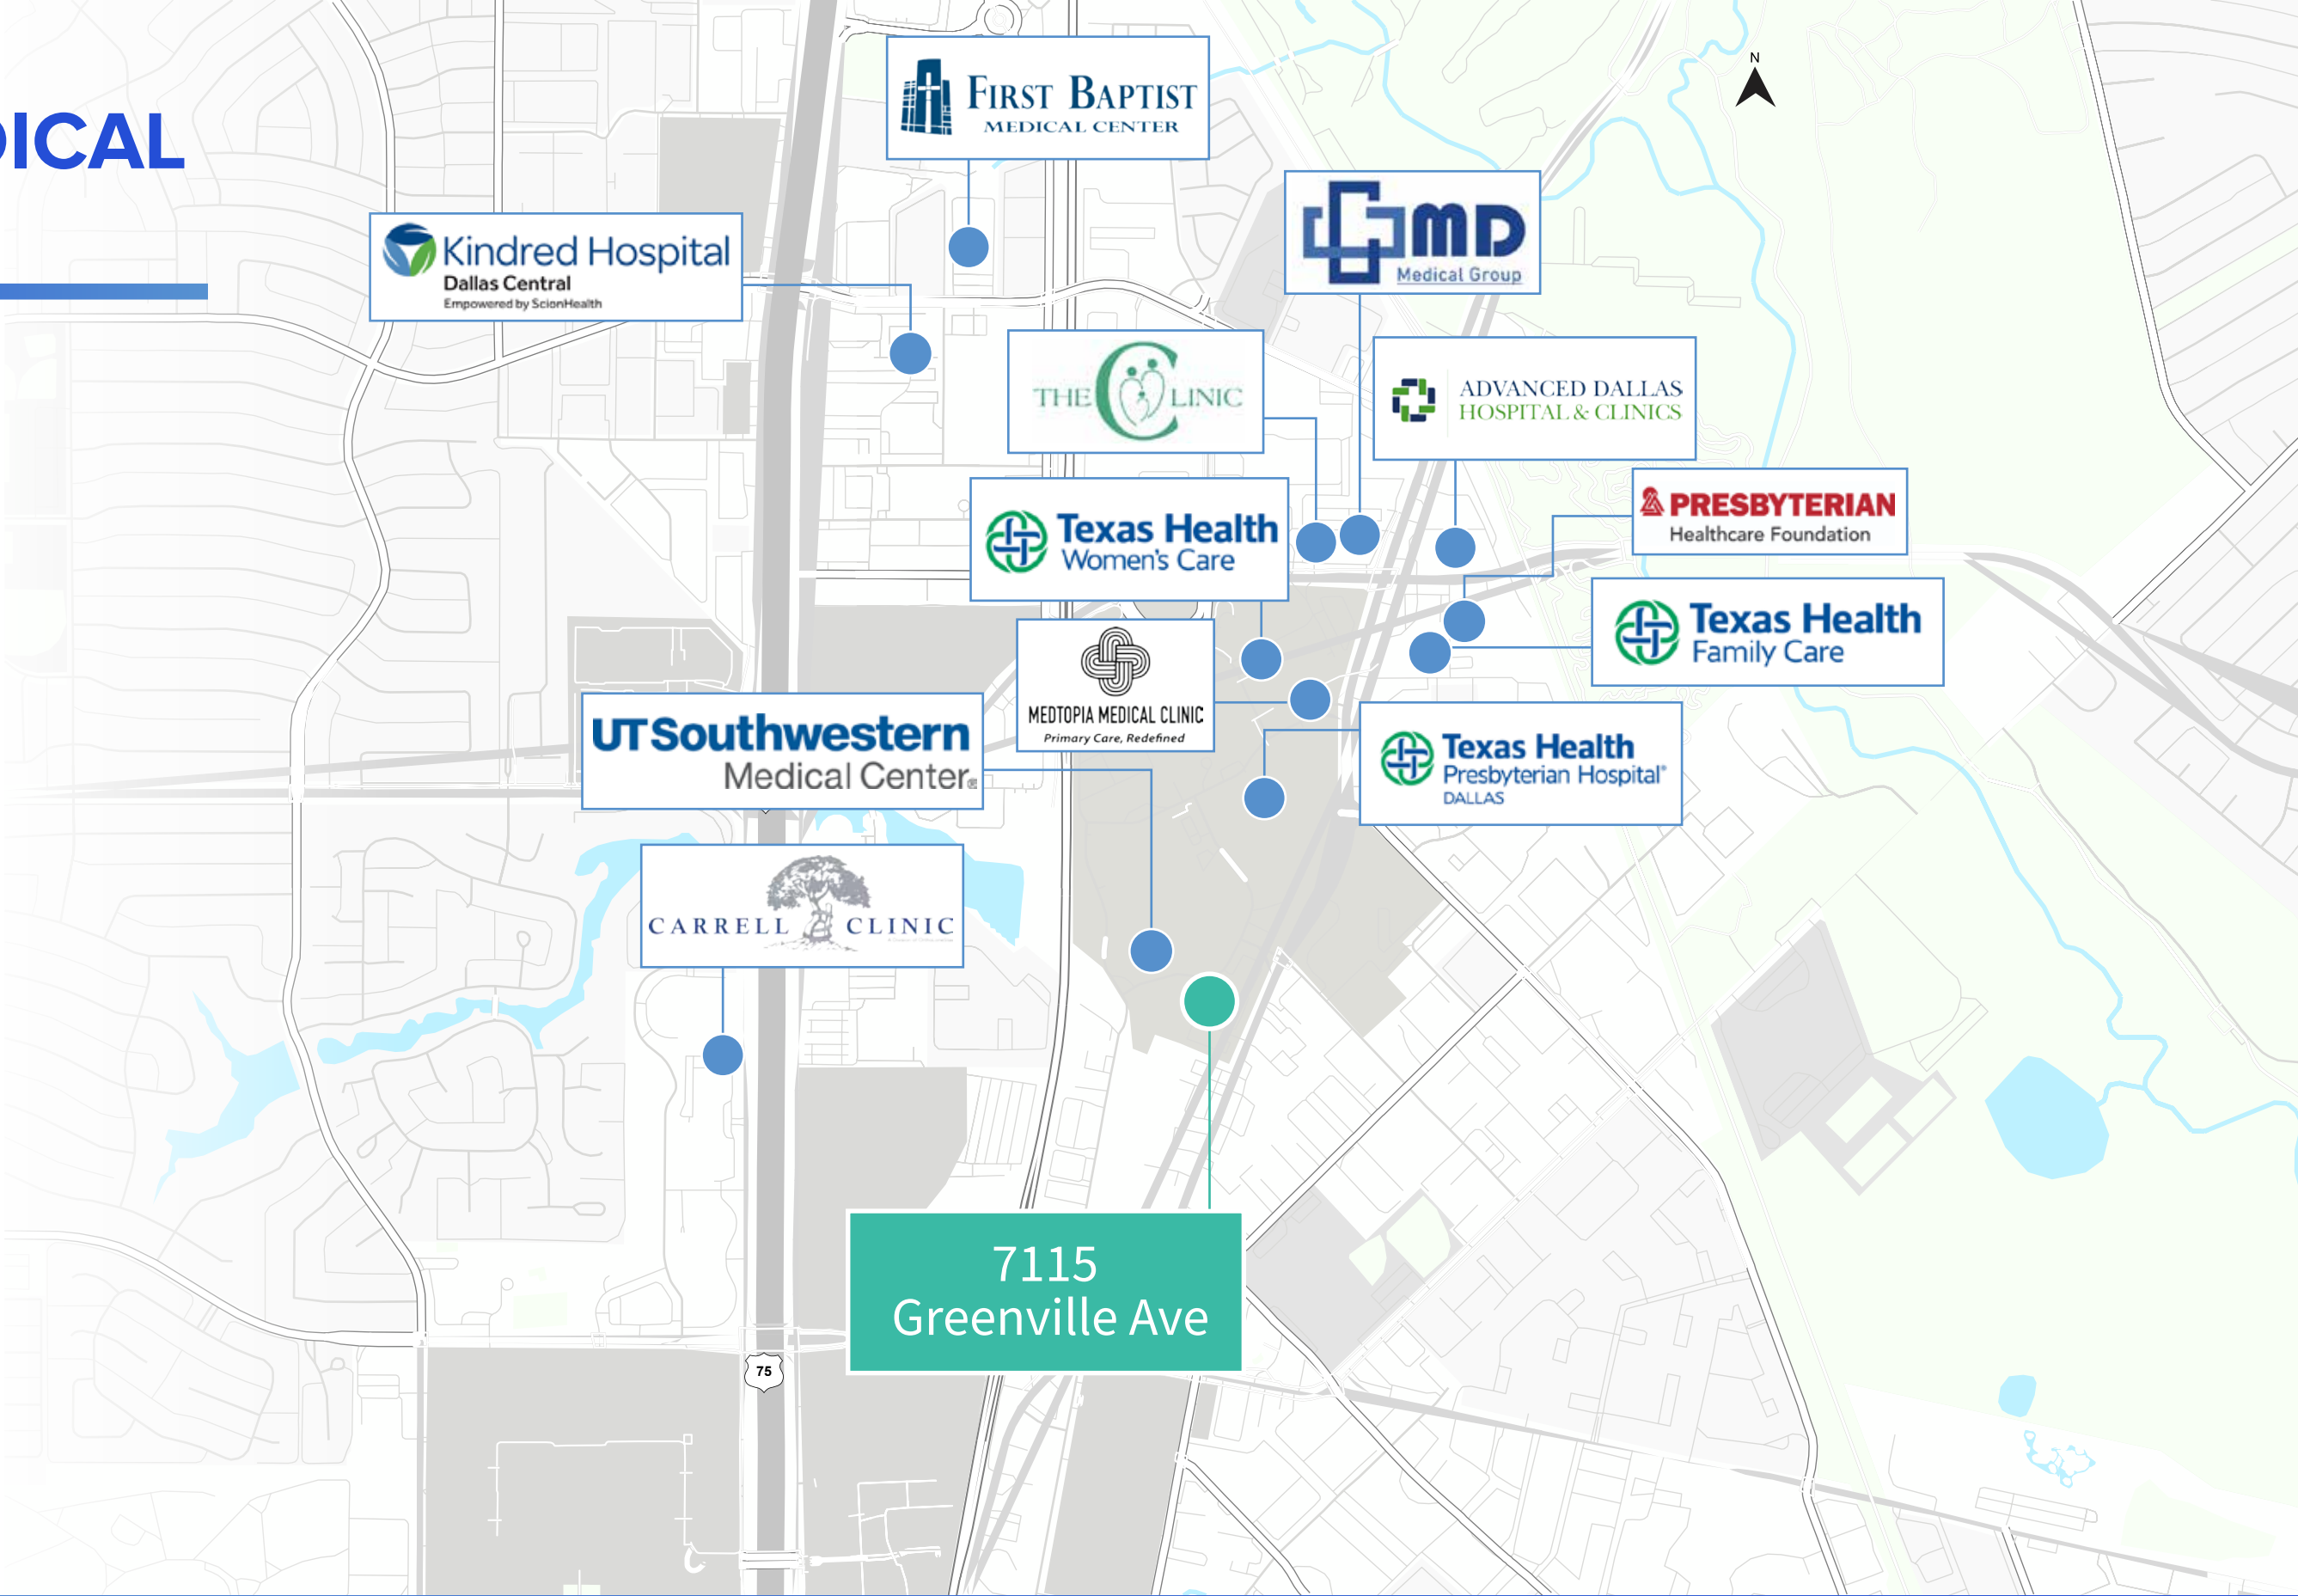 DICAL
N
FIRST BAPTIST
MEDICAL CENTER
MD
Medical Group
Kindred Hospital
Dallas Central
Empowered by ScionHealth
THE CLINIC
ADVANCED DALLAS
HOSPITAL & CLINICS
PRESBYTERIAN
Healthcare Foundation
Texas Health
Women's Care
Texas Health
Family Care
MEDTOPIA MEDICAL CLINIC
Primary Care, Redefined
UTSouthwestern
Medical Center®
Texas Health
Presbyterian Hospital®
DALLAS
CARRELL CLINIC
7115
Greenville Ave
75